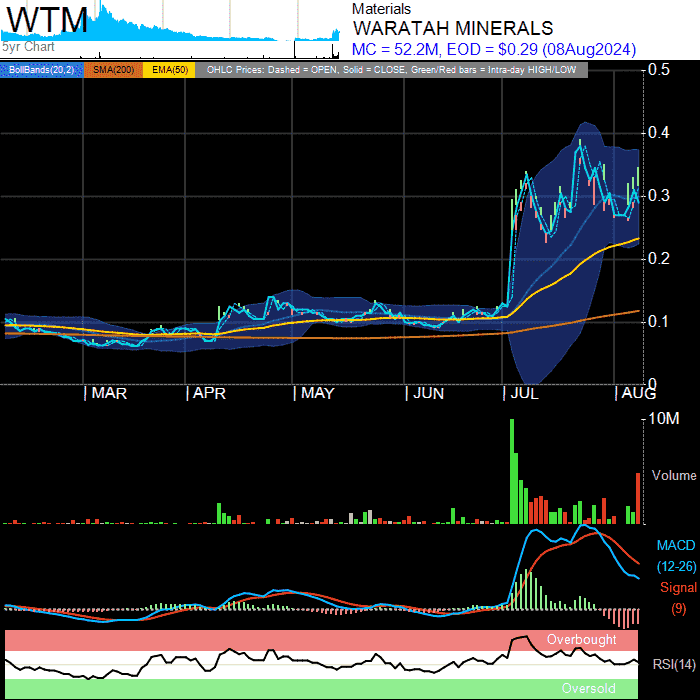 WTM
5yr Chart
Materials
WARATAH MINERALS
MC = 52.2M, EOD = $0.29 (08Aug2024)
BollBands(20,2) SMA(200) EMA(50) OHLC Prices: Dashed = OPEN, Solid = CLOSE, Green/Red bars = Intra-day HIGH/LOW
0.5
0.4
0.3
0.2
0.1
0
| MAR | APR | MAY | JUN | JUL | AUG
10M
Volume
MACD
(12-26)
Signal
(9)
Overbought
RSI(14)
Oversold